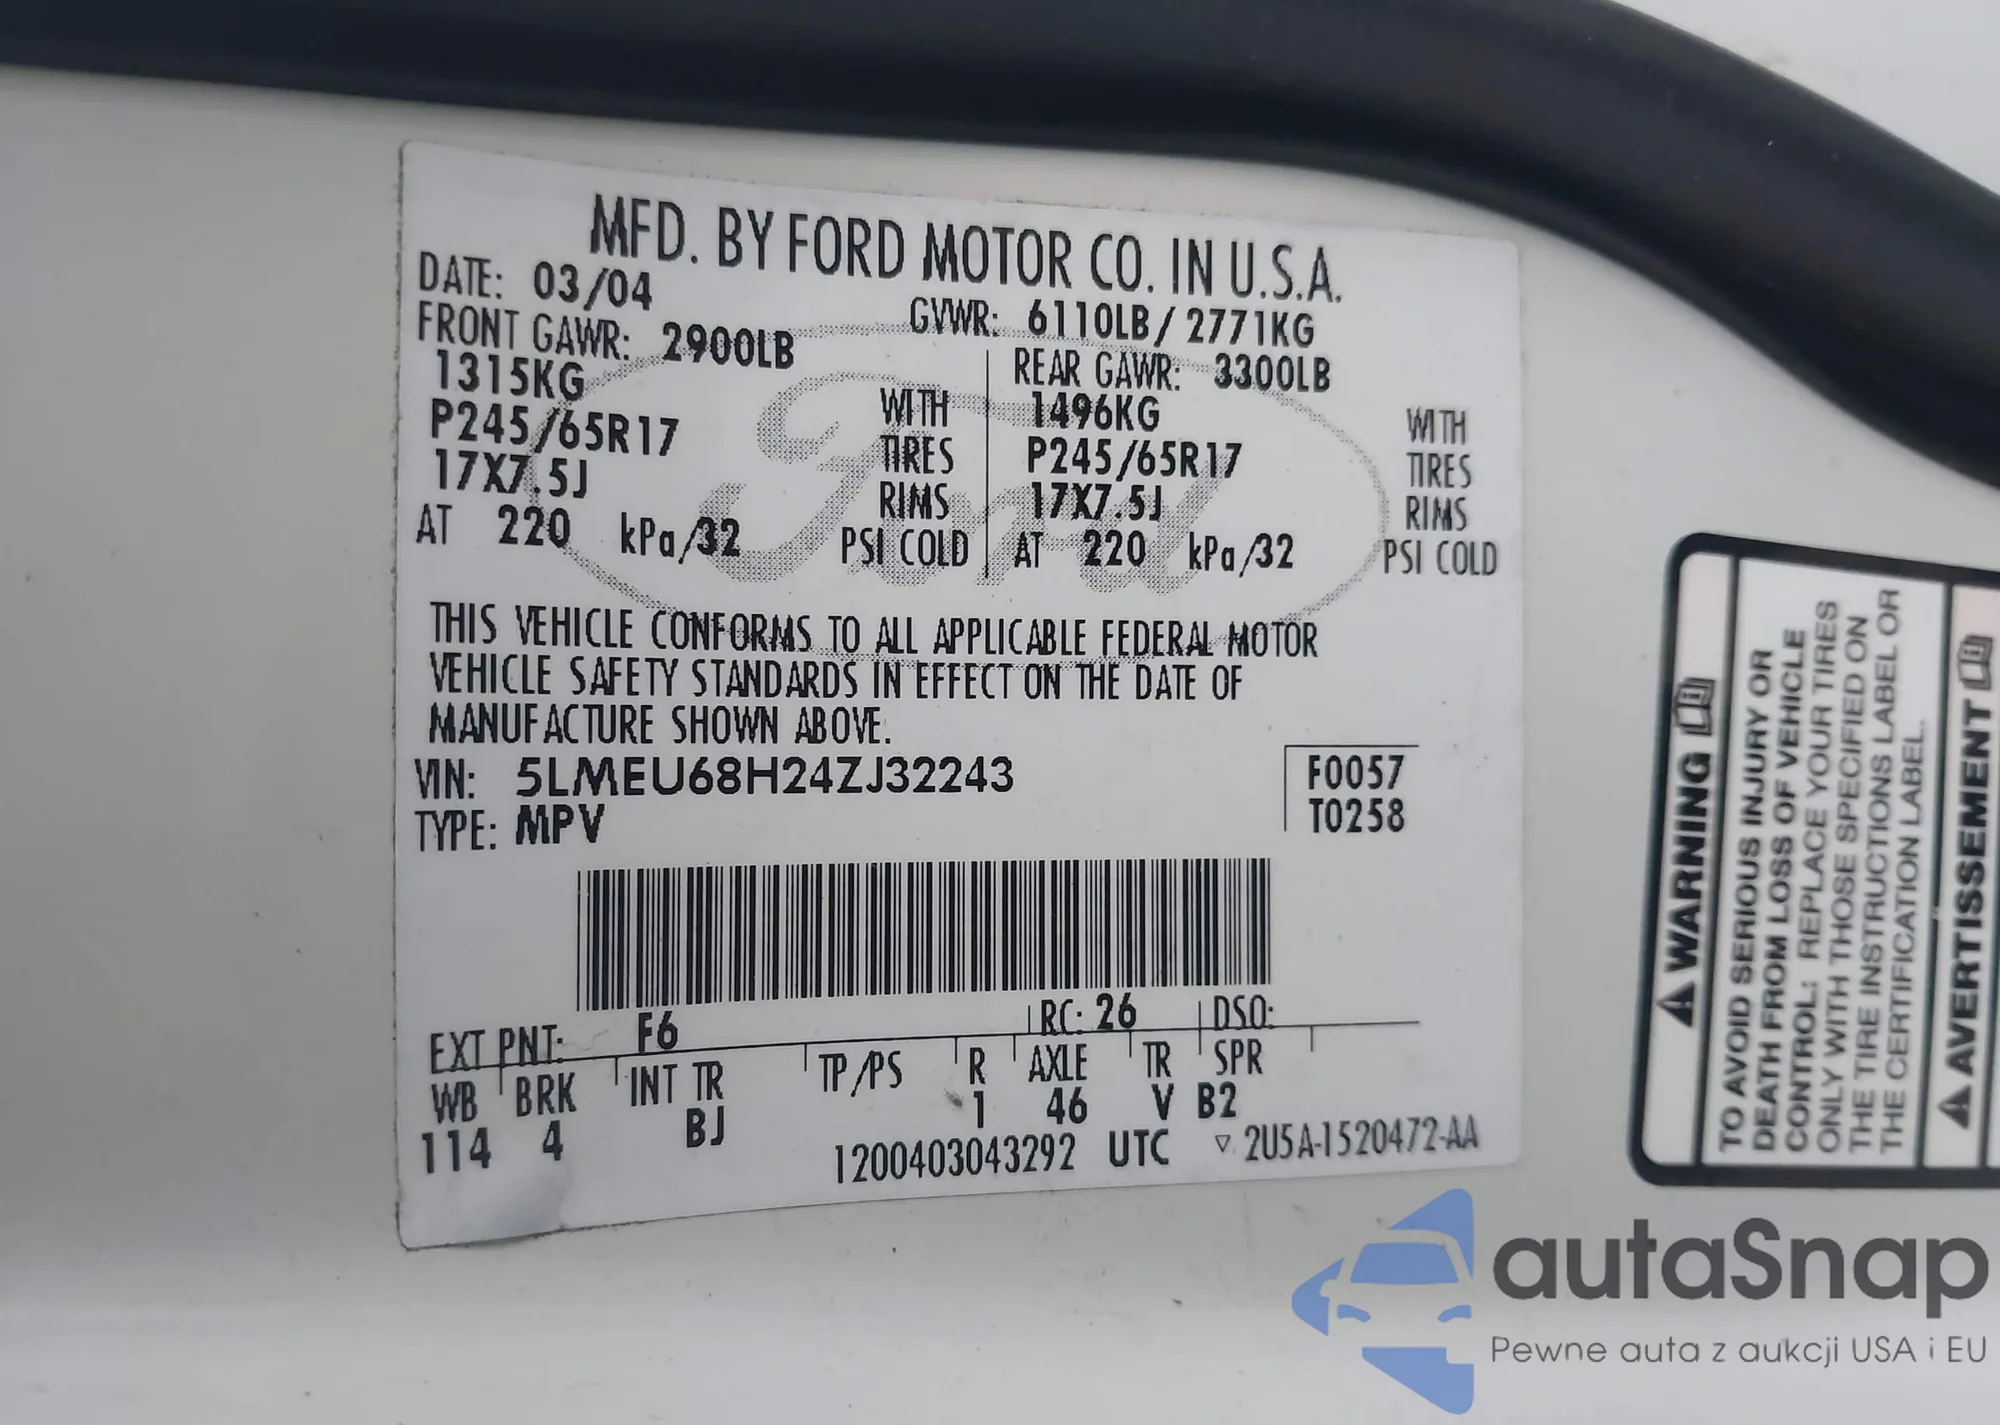 MFD. BY FORD MOTOR CO. IN U.S.A.
DATE: 03/04
GVWR: 6110LB/2771KG
FRONT GAWR: 2900LB
1315KG WITH
P245/65R17 TIRES
17X7.5J RIMS
AT 220 kPa/32 PSI COLD
REAR GAWR: 3300LB
1496KG WITH
P245/65R17 TIRES
17X7.5J RIMS
AT 220 kPa/32 PSI COLD
Ford
THIS VEHICLE CONFORMS TO ALL APPLICABLE FEDERAL MOTOR
VEHICLE SAFETY STANDARDS IN EFFECT ON THE DATE OF
MANUFACTURE SHOWN ABOVE.
VIN: 5LMEU68H24ZJ32243
TYPE: MPV
F0057
T0258
EXT PNT: F6 RC: 26 DSO:
WB BRK INT TR TP/PS R AXLE TR SPR
114 4 BJ 1 46 V B2
1200403043292 UTC ▽ 2U5A-1520472-AA
WARNING
TO AVOID SERIOUS INJURY OR
DEATH FROM LOSS OF VEHICLE
CONTROL: REPLACE YOUR TIRES
ONLY WITH THOSE SPECIFIED ON
THE TIRE INSTRUCTIONS LABEL OR
THE CERTIFICATION LABEL.
AVERTISSEMENT
autaSnap
Pewne auta z aukcji USA i EU